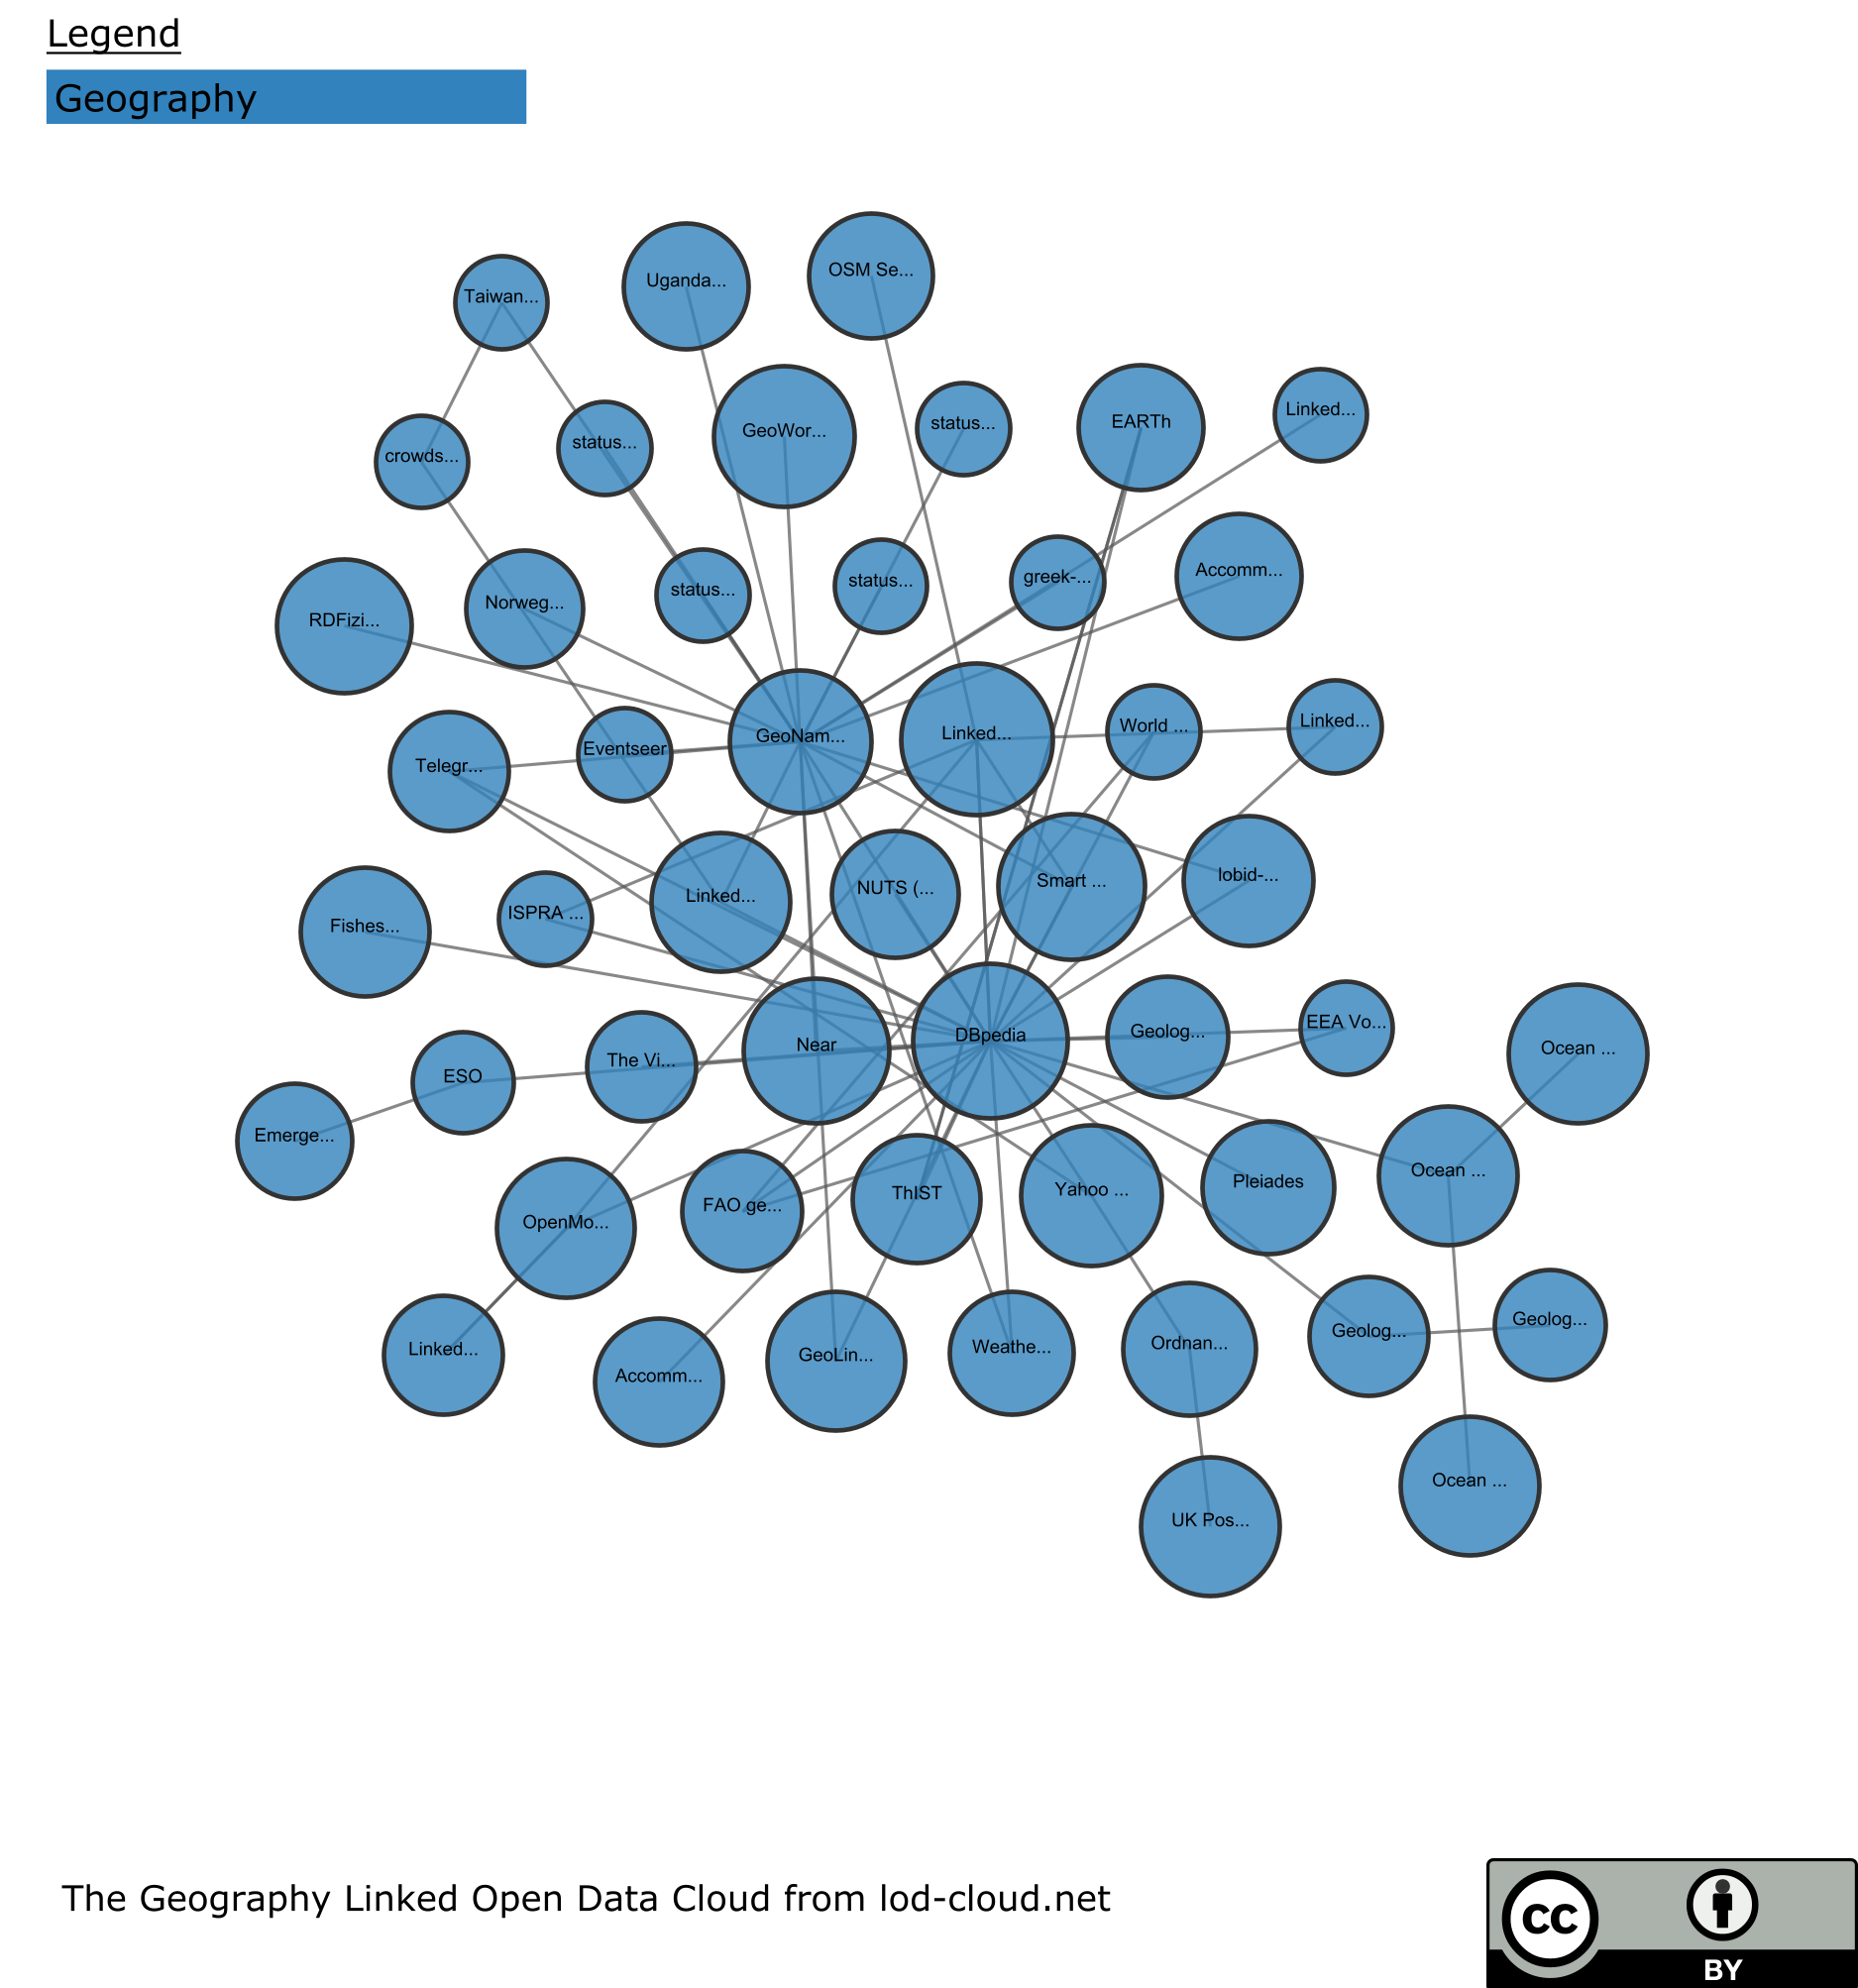 Legend
Geography
OSM Se...
Uganda...
Taiwan...
Linked...
EARTh
status...
GeoWor...
status...
crowds...
Accomm...
greek-...
status...
status...
Norweg...
RDFizi...
Linked...
World ...
Linked...
GeoNam...
Eventseer
Telegr...
lobid-...
Smart ...
NUTS (...
Linked...
ISPRA ...
Fishes...
EEA Vo...
Geolog...
DBpedia
Near
Ocean ...
The Vi...
ESO
Emerge...
Ocean ...
Pleiades
Yahoo ...
ThIST
FAO ge...
OpenMo...
Geolog...
Geolog...
Ordnan...
Weathe...
GeoLin...
Linked...
Accomm...
Ocean ...
UK Pos...
The Geography Linked Open Data Cloud from lod-cloud.net
cc
BY